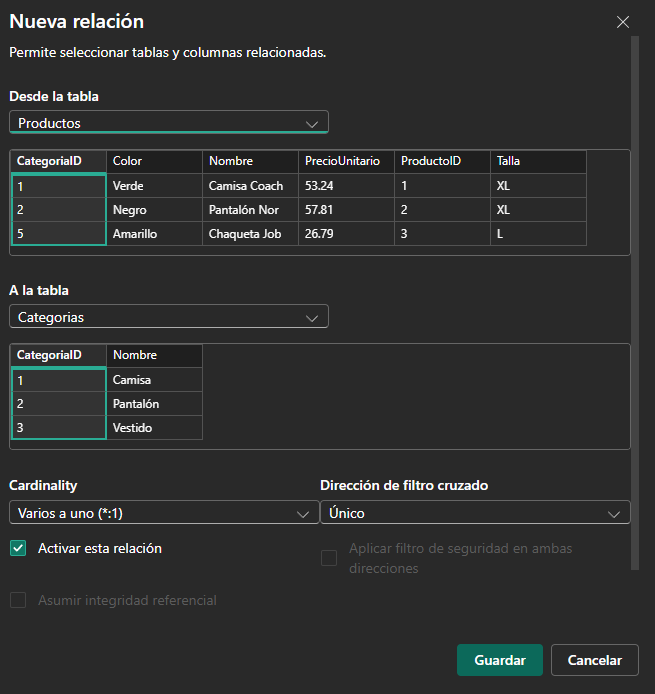 Nueva relación
Permite seleccionar tablas y columnas relacionadas.
Desde la tabla
Productos
CategoriaID Color Nombre PrecioUnitario ProductoID Talla
1 Verde Camisa Coach 53.24 1 XL
2 Negro Pantalón Nor 57.81 2 XL
5 Amarillo Chaqueta Job 26.79 3 L
A la tabla
Categorias
CategoriaID Nombre
1 Camisa
2 Pantalón
3 Vestido
Cardinality Dirección de filtro cruzado
Varios a uno (*:1) Único
Activar esta relación Aplicar filtro de seguridad en ambas
direcciones
Asumir integridad referencial
Guardar Cancelar